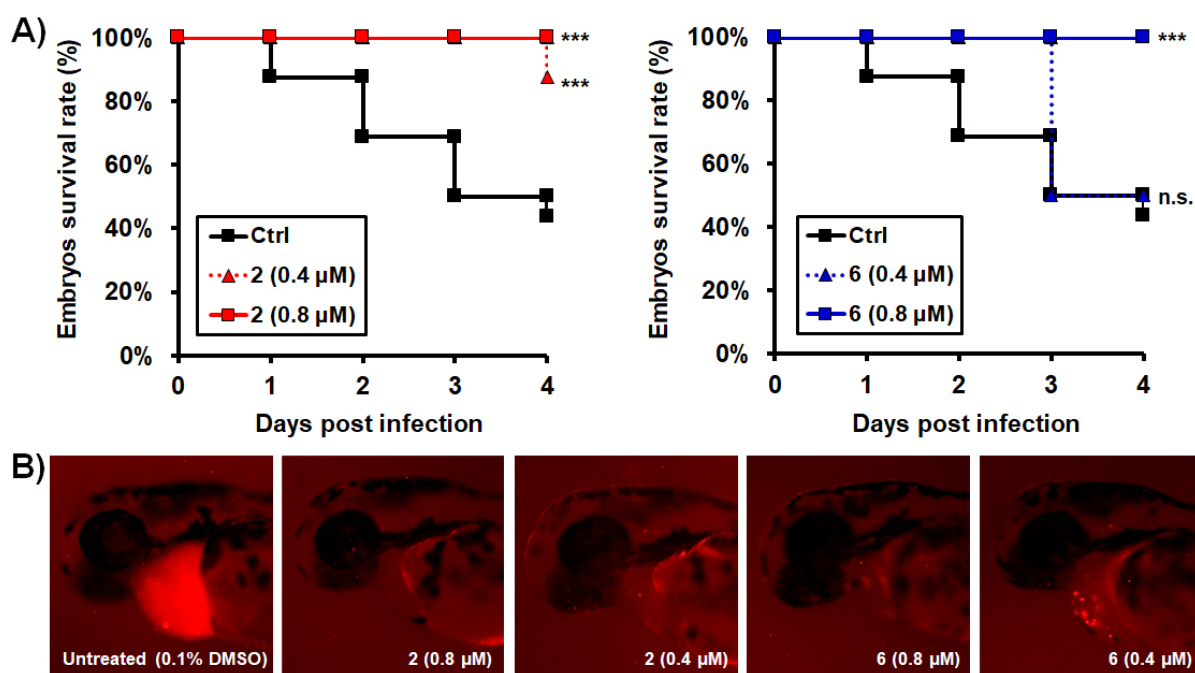 A)
100%
80%
60%
40%
20%
0%
Embryos survival rate (%)
***
***
Ctrl
2 (0.4 µM)
2 (0.8 µM)
0 1 2 3 4
Days post infection
100%
80%
60%
40%
20%
0%
Embryos survival rate (%)
***
n.s.
Ctrl
6 (0.4 µM)
6 (0.8 µM)
0 1 2 3 4
Days post infection
B)
Untreated (0.1% DMSO)
2 (0.8 µM)
2 (0.4 µM)
6 (0.8 µM)
6 (0.4 µM)